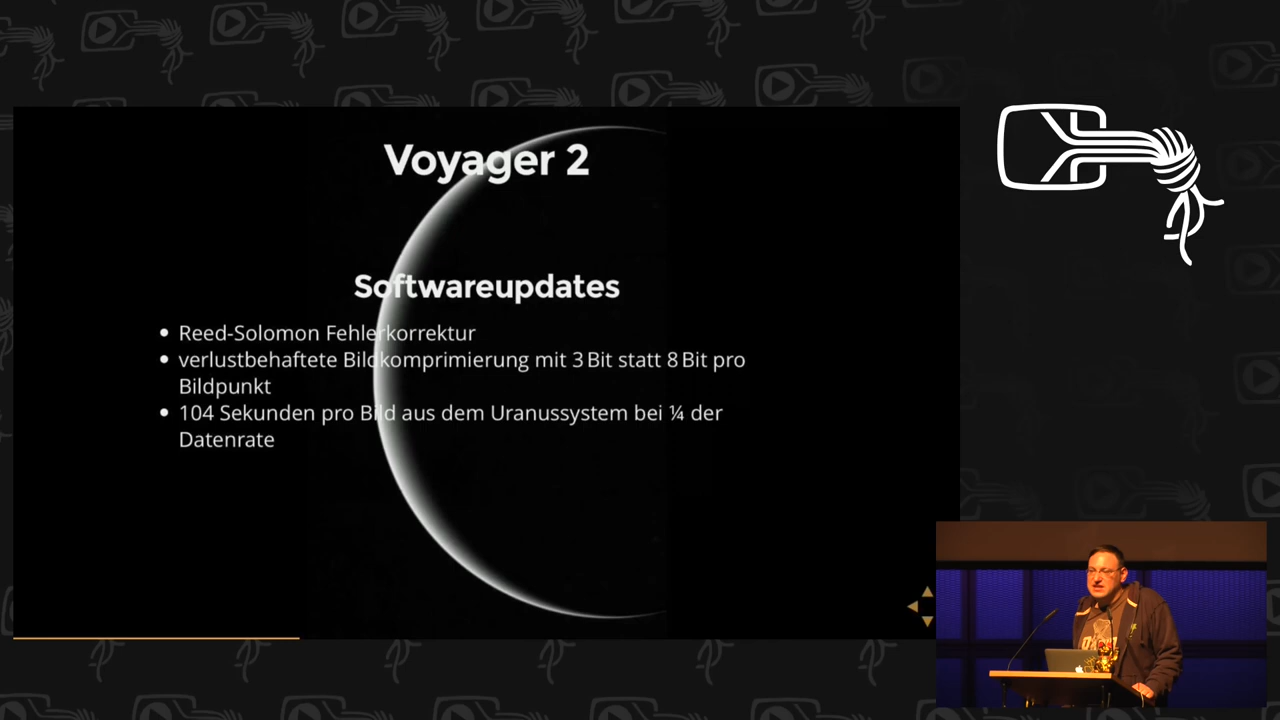 Voyager 2
Softwareupdates
Reed-Solomon Fehlerkorrektur
verlustbehaftete Bildkomprimierung mit 3 Bit statt 8 Bit pro
Bildpunkt
104 Sekunden pro Bild aus dem Uranussystem bei ¼ der
Datenrate